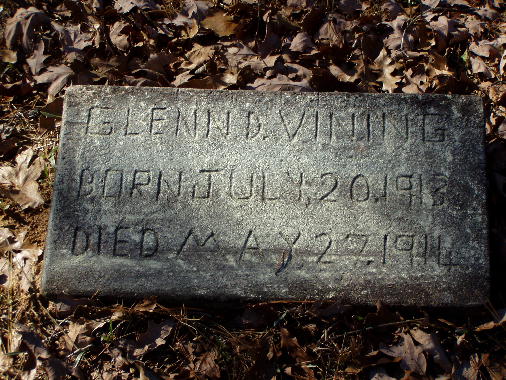 GLENN D. VINING
BORN JULY, 20. 1913
DIED MAY. 27. 1914